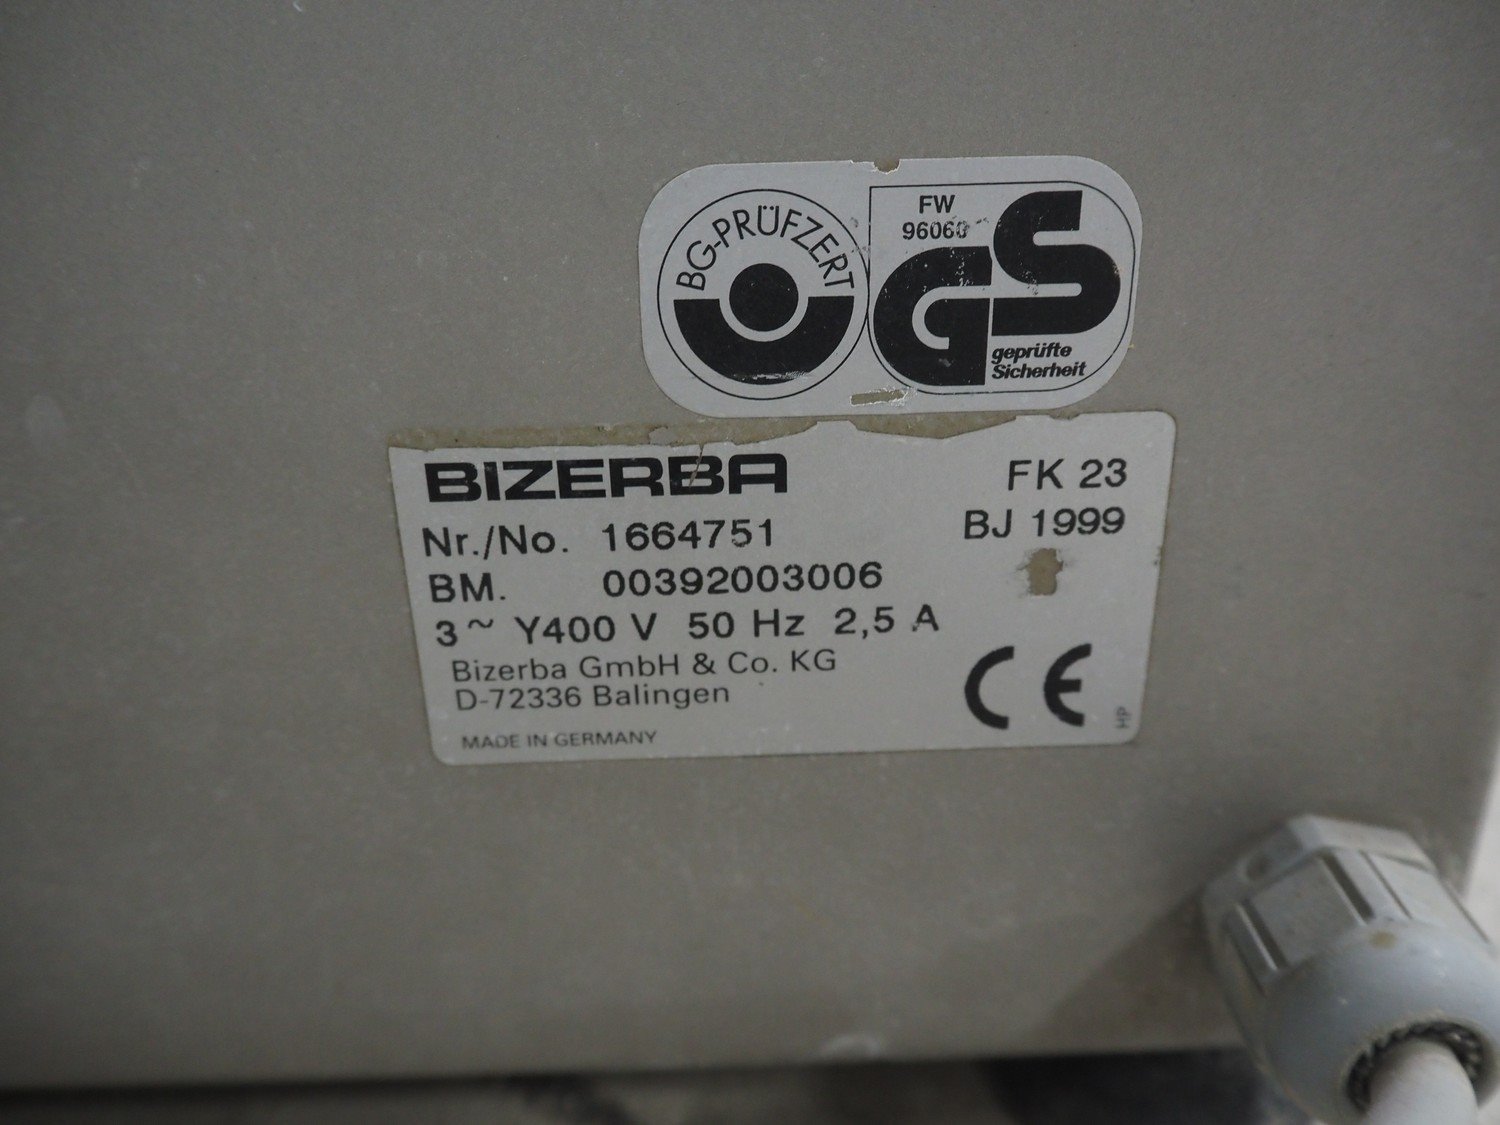 BG-PRÜFZERT
FW
GS
geprüfte
Sicherheit
BIZERBA FK 23
Nr./No. 1664751 BJ 1999
BM. 00392003006
3~ Y400 V 50 Hz 2,5 A
Bizerba GmbH & Co. KG
D-72336 Balingen
CE
HP
MADE IN GERMANY